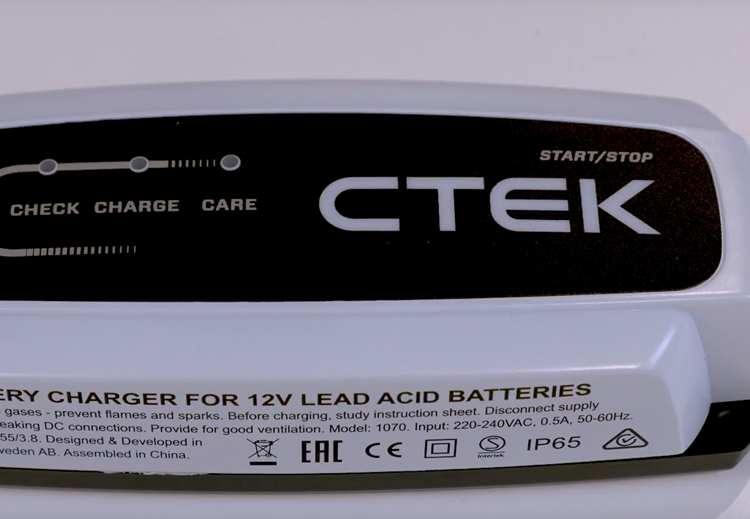 START/STOP
CTEK
CHECK CHARGE CARE
ERY CHARGER FOR 12V LEAD ACID BATTERIES
gases - prevent flames and sparks. Before charging, study instruction sheet. Disconnect supply
eaking DC connections. Provide for good ventilation. Model: 1070. Input: 220-240VAC, 0.5A, 50-60Hz.
55/3.8. Designed & Developed in
weden AB. Assembled in China.
EAC CE S Intertek IP65